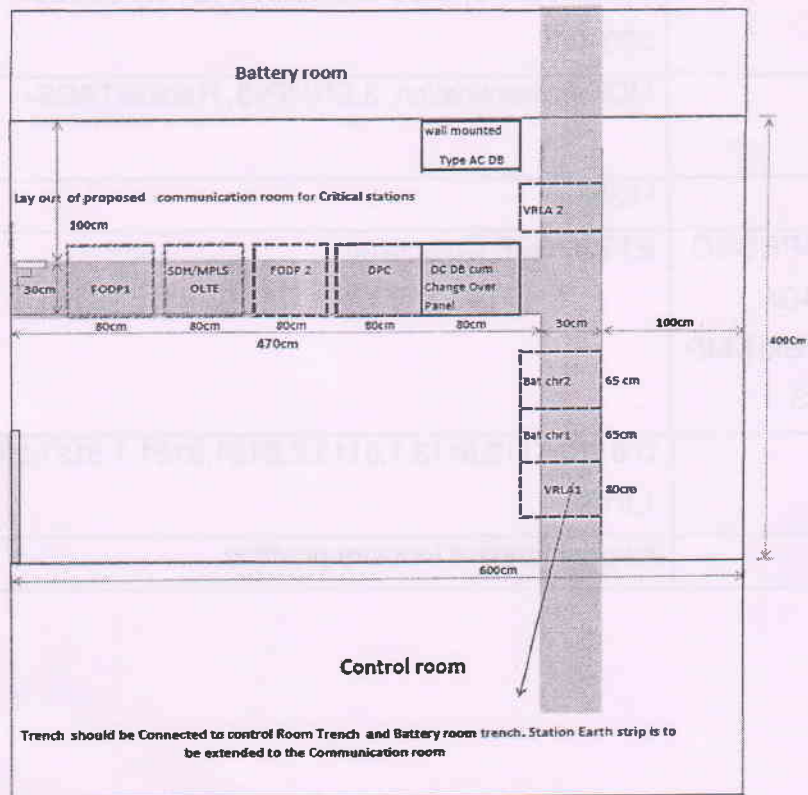 Battery room
wall mounted
Type AC DB
Lay out of proposed communication room for Critical stations
VRLA 2
100cm
30cm
FODP1
SDH/MPLS
OLTE
FODP 2
DPC
DC DB cum
Change Over
Panel
80cm
80cm
80cm
80cm
80cm
30cm
100cm
470cm
400cm
Bat chr2
65 cm
Bat chr1
65cm
VRLA1
80cm
600cm
Control room
Trench should be Connected to control Room Trench and Battery room trench. Station Earth strip is to
be extended to the Communication room